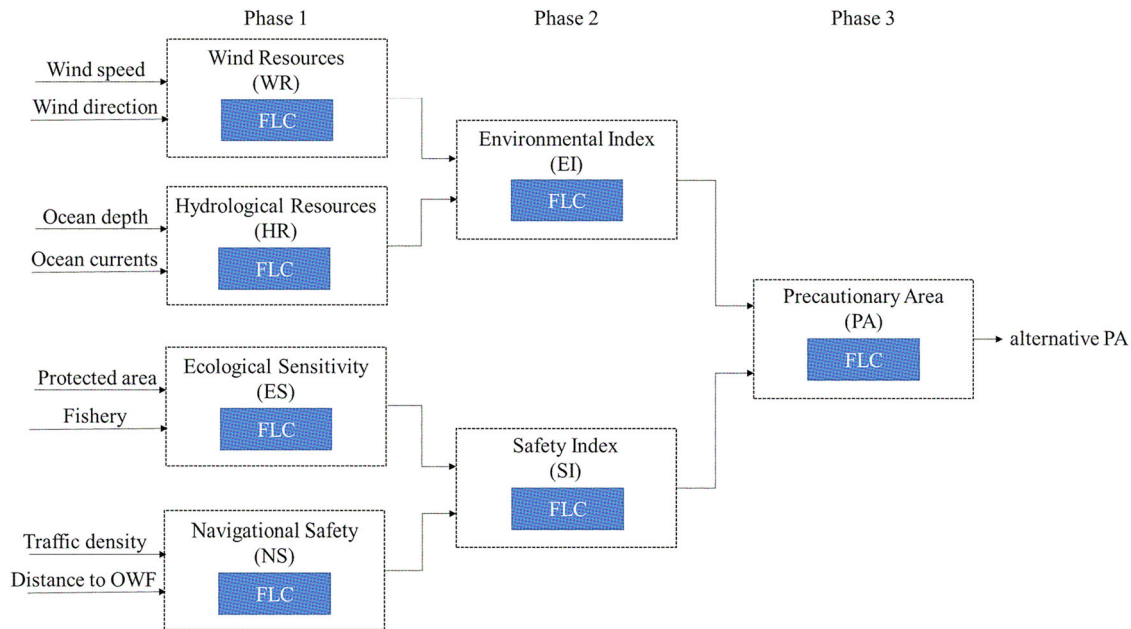 Phase 1
Phase 2
Phase 3
Wind speed
Wind direction
Wind Resources
(WR)
FLC
Ocean depth
Ocean currents
Hydrological Resources
(HR)
FLC
Environmental Index
(EI)
FLC
Protected area
Fishery
Ecological Sensitivity
(ES)
FLC
Traffic density
Distance to OWF
Navigational Safety
(NS)
FLC
Safety Index
(SI)
FLC
Precautionary Area
(PA)
FLC
alternative PA